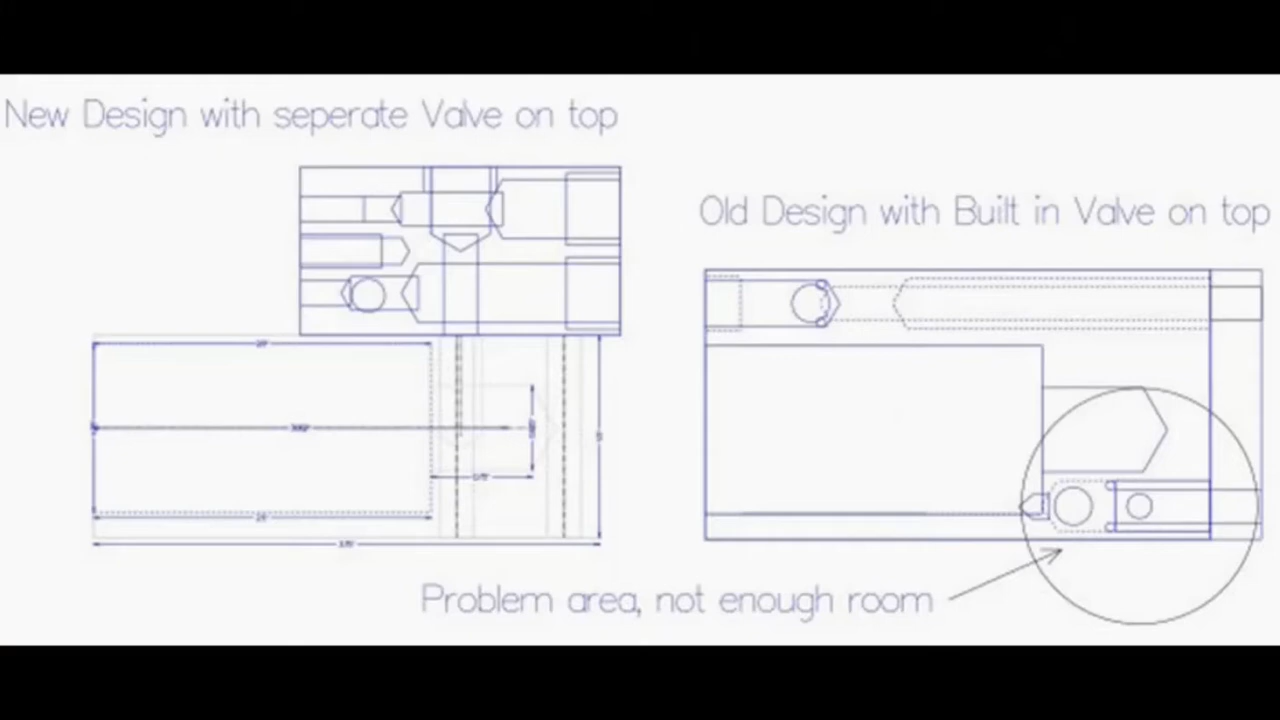 New Design with seperate Valve on top
Old Design with Built in Valve on top
Problem area, not enough room